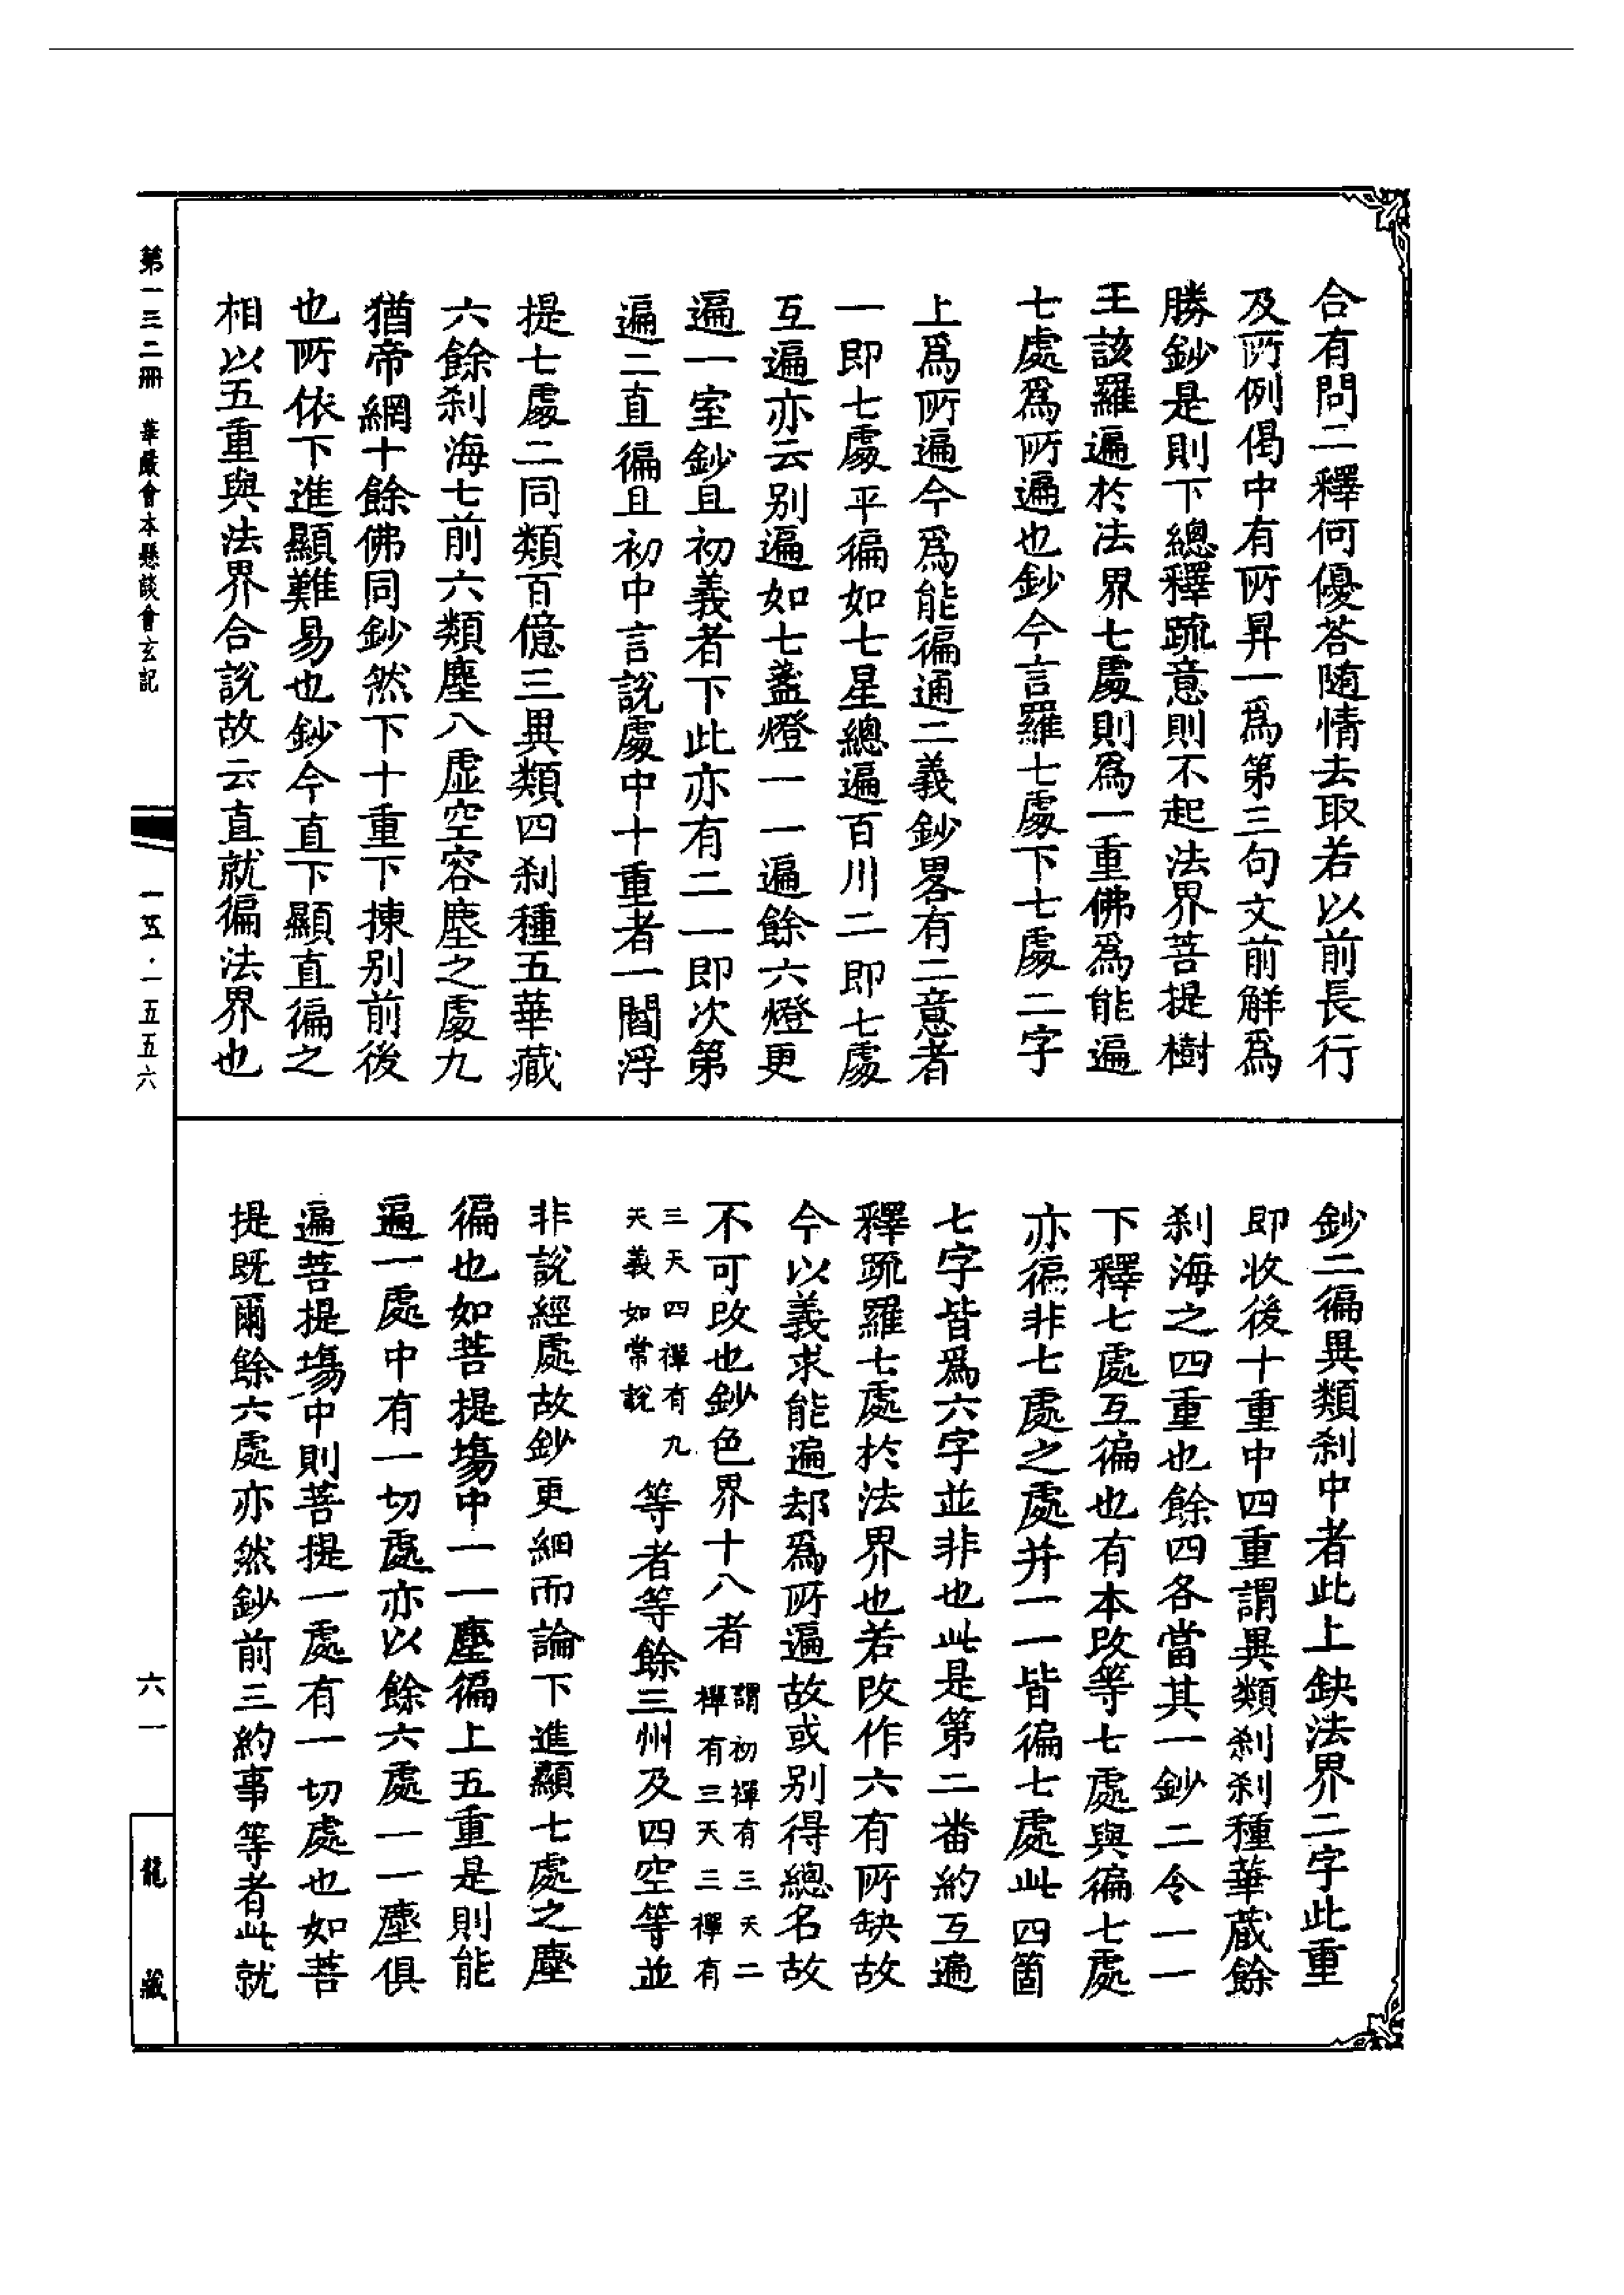 合有問二釋何優荅随情去取若以前長行
及所例偈中有所昇一爲第三句文前解爲
勝鈔是則下總釋䟽意則不起法界菩提樹
王該羅遍於法界七處則爲一重佛爲能遍
七處爲所遍也鈔今言羅七處下七處二字
上爲所遍今爲能徧通二義鈔畧有二意者
一即七處平徧如七星總遍百川二即七處
互遍亦云别遍如七盞燈一一遍餘六燈更
遍一室鈔且初義者下此亦有二一即次第
遍二直徧且初中言說處中十重者一閻浮
提七處二同類百億三異類四刹種五華藏
六餘刹海七前六類塵八虚空容塵之處九
猶帝網十餘佛同鈔然下十重下揀别前後
也所依下進顯難易也鈔今直下顯直徧之
相以五重與法界合說故云直就徧法界也
鈔二徧異類刹中者此上缺法界二字此重
即收後十重中四重謂異類刹刹種華蔵餘
刹海之四重也餘四各當其一鈔二令一一
下釋七處互徧也有本改等七處與徧七處
亦徧非七處之處并一一皆徧七處此四箇
七字皆爲六字並非也此是第二畨約互遍
釋䟽羅七處於法界也若改作六有所缺故
今以義求能遍却爲所遍故或别得總名故
不可改也鈔色界十八者謂初禪有三天二
禪有三天三禪有
三天四禪有九
天義如常說
等者等餘三州及四空等並
非說經處故鈔更細而論下進顯七處之塵
徧也如菩提塲中一一塵徧上五重是則能
遍一處中有一切處亦以餘六處一一塵俱
遍菩提塲中則菩提一處有一切處也如菩
提既爾餘六處亦然鈔前三約事等者此就
第一三二冊　華嚴會本懸談會玄記
一五·一五五六
六一
龍藏